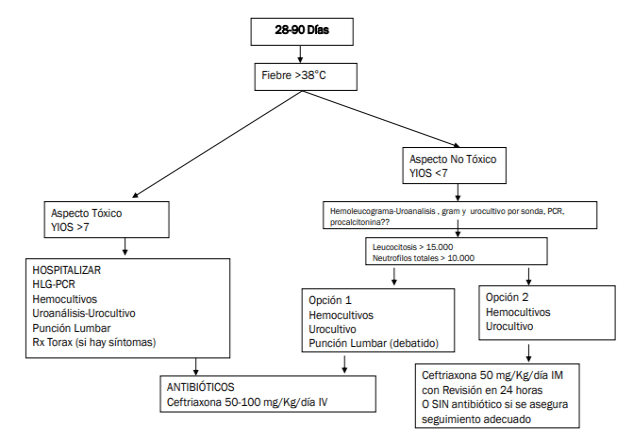 28-90 Días
Fiebre >38°C
Aspecto No Tóxico
YIOS <7
Aspecto Tóxico
YIOS >7
Hemoleucograma-Uroanalisis , gram y urocultivo por sonda, PCR,
procalcitonina??
Leucocitosis > 15.000
Neutrofilos totales > 10.000
HOSPITALIZAR
HLG-PCR
Hemocultivos
Uroanálisis-Urocultivo
Punción Lumbar
Rx Torax (si hay síntomas)
Opción 1
Hemocultivos
Urocultivo
Punción Lumbar (debatido)
Opción 2
Hemocultivos
Urocultivo
ANTIBIÓTICOS
Ceftriaxona 50-100 mg/Kg/día IV
Ceftriaxona 50 mg/Kg/día IM
con Revisión en 24 horas
O SIN antibiótico si se asegura
seguimiento adecuado